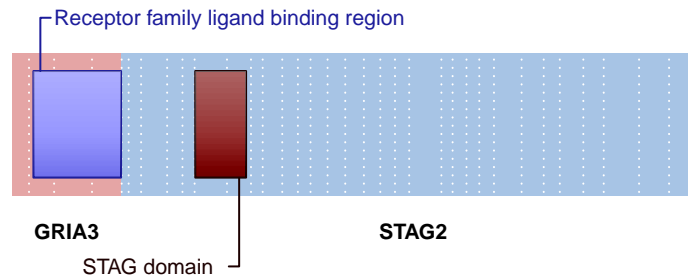 Receptor family ligand binding region
GRIA3 STAG2
STAG domain